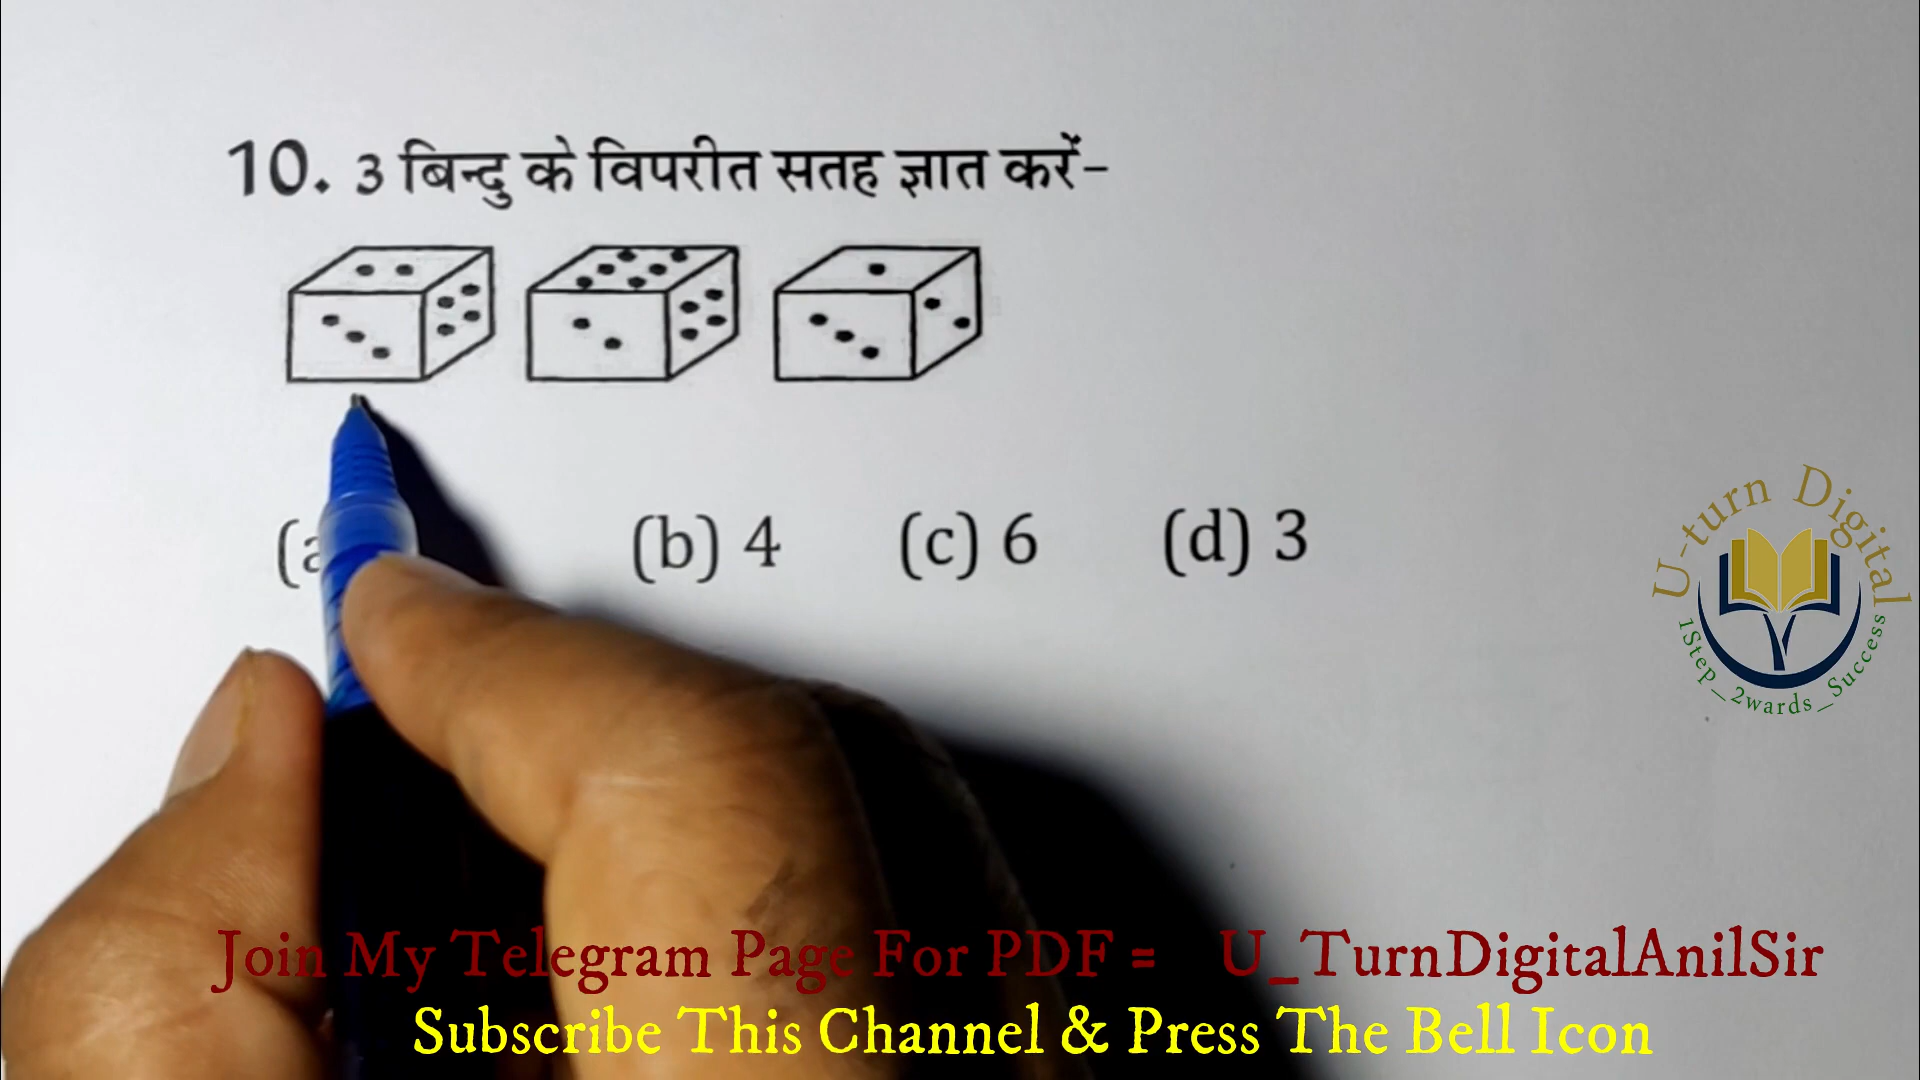 10. 3 बिन्दु के विपरीत सतह ज्ञात करें-
(a (b) 4 (c) 6 (d) 3
U-turn Digital
1Step_2wards_Success
Join My Telegram Page For PDF = U_TurnDigitalAnilSir
Subscribe This Channel & Press The Bell Icon